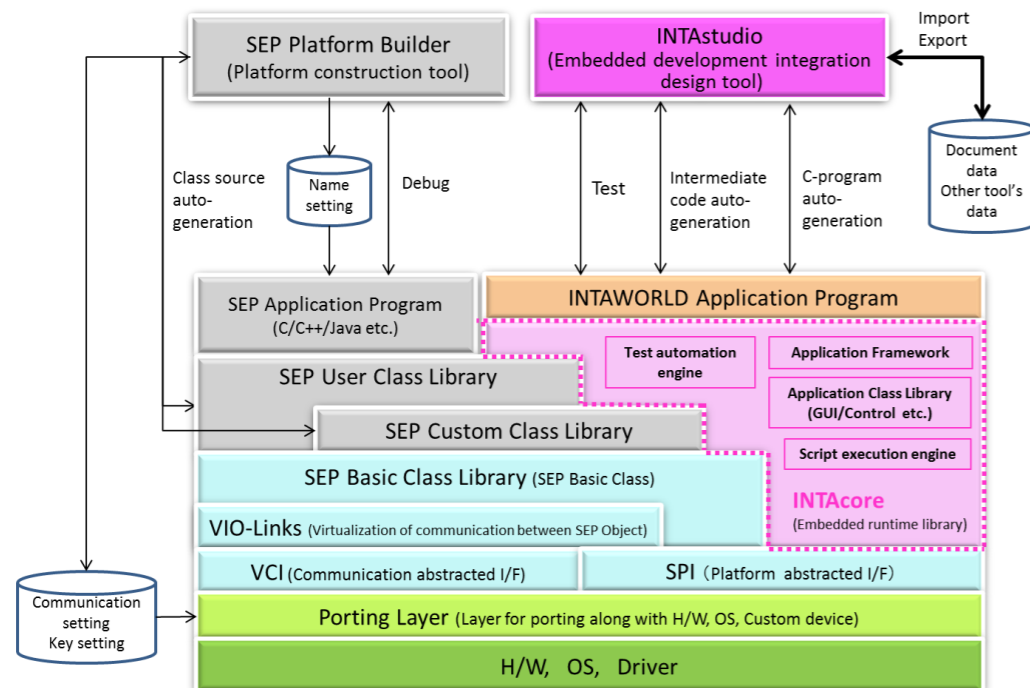 SEP Platform Builder
(Platform construction tool)
INTAstudio
(Embedded development integration
design tool)
Import
Export
Document
data
Other tool's
data
Class source
auto-
generation
Name
setting
Debug
Test
Intermediate
code auto-
generation
C-program
auto-
generation
SEP Application Program
(C/C++/Java etc.)
INTAWORLD Application Program
Test automation
engine
Application Framework
Application Class Library
(GUI/Control etc.)
Script execution engine
INTAcore
(Embedded runtime library)
SEP User Class Library
SEP Custom Class Library
SEP Basic Class Library (SEP Basic Class)
VIO-Links (Virtualization of communication between SEP Object)
VCI (Communication abstracted I/F)
SPI (Platform abstracted I/F)
Communication
setting
Key setting
Porting Layer (Layer for porting along with H/W, OS, Custom device)
H/W, OS, Driver